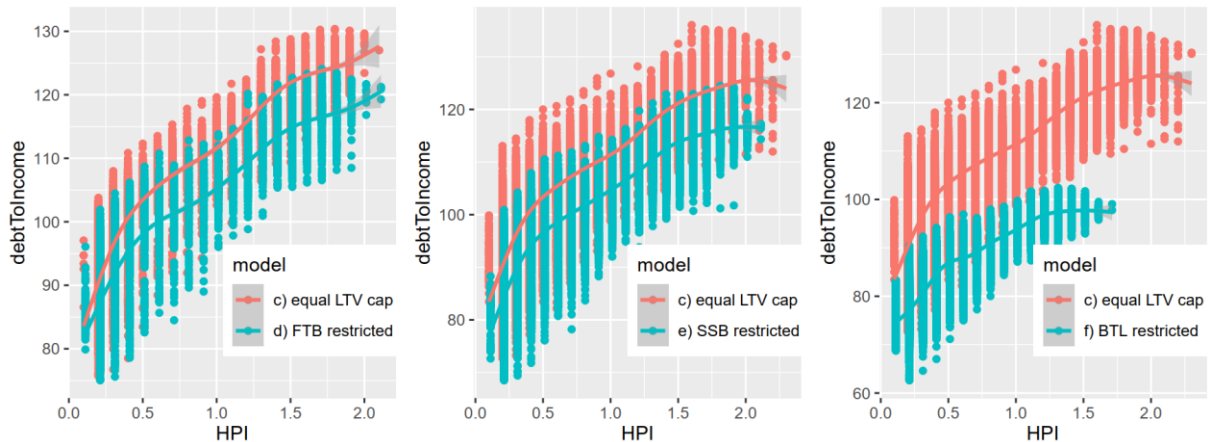 130
120
110
100
90
80
debtToIncome
0.0 0.5 1.0 1.5 2.0
HPI
model
c) equal LTV cap
d) FTB restricted
120
100
80
debtToIncome
0.0 0.5 1.0 1.5 2.0
HPI
model
c) equal LTV cap
e) SSB restricted
120
100
80
60
debtToIncome
0.0 0.5 1.0 1.5 2.0
HPI
model
c) equal LTV cap
f) BTL restricted